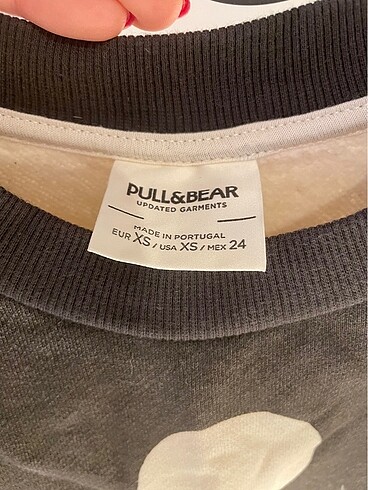 PULL&BEAR
UPDATED GARMENTS
MADE IN PORTUGAL
EUR XS / USA XS / MEX 24